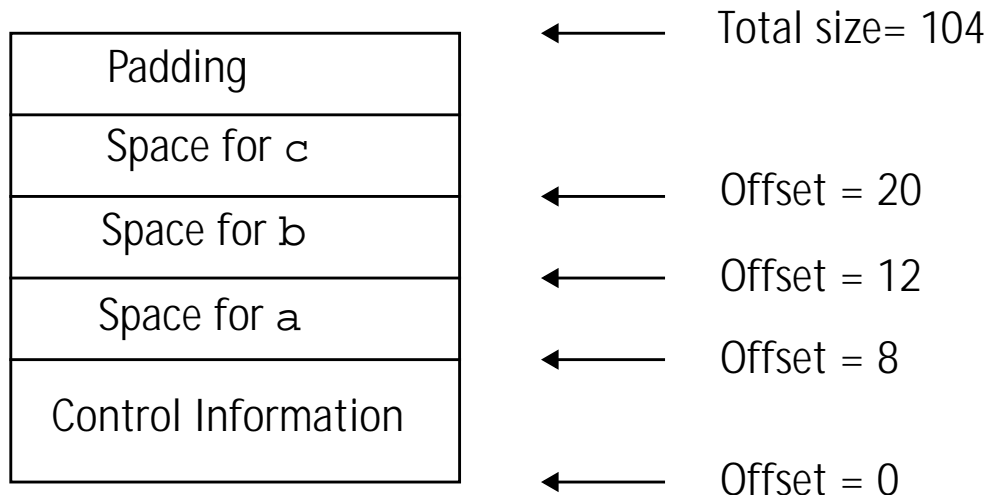 Total size= 104
Padding
Space for c
Offset = 20
Space for b
Offset = 12
Space for a
Offset = 8
Control Information
Offset = 0